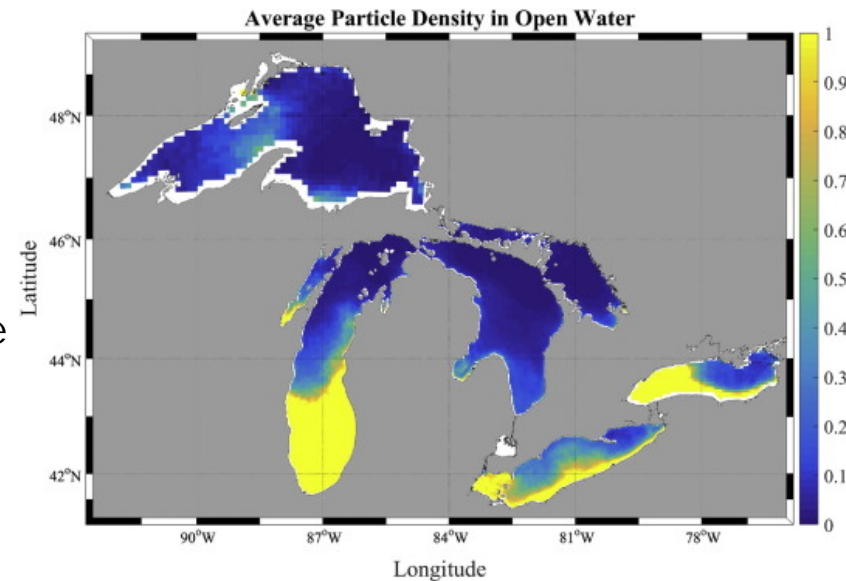 Average Particle Density in Open Water
48°N
46°N
44°N
42°N
Latitude
e
90°W 87°W 84°W 81°W 78°W
Longitude
1
0.9
0.8
0.7
0.6
0.5
0.4
0.3
0.2
0.1
0